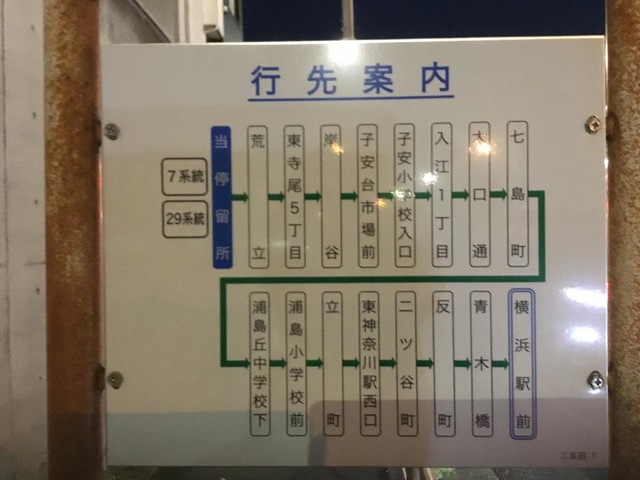 行先案内
7系統
29系統
当停留所
荒立
東寺尾5丁目
岸谷
子安台市場前
子安小学校入口
入江1丁目
大口通
七島町
浦島丘中学校下
浦島小学校前
立町
東神奈川駅西口
二ツ谷町
反町
青木橋
横浜駅前